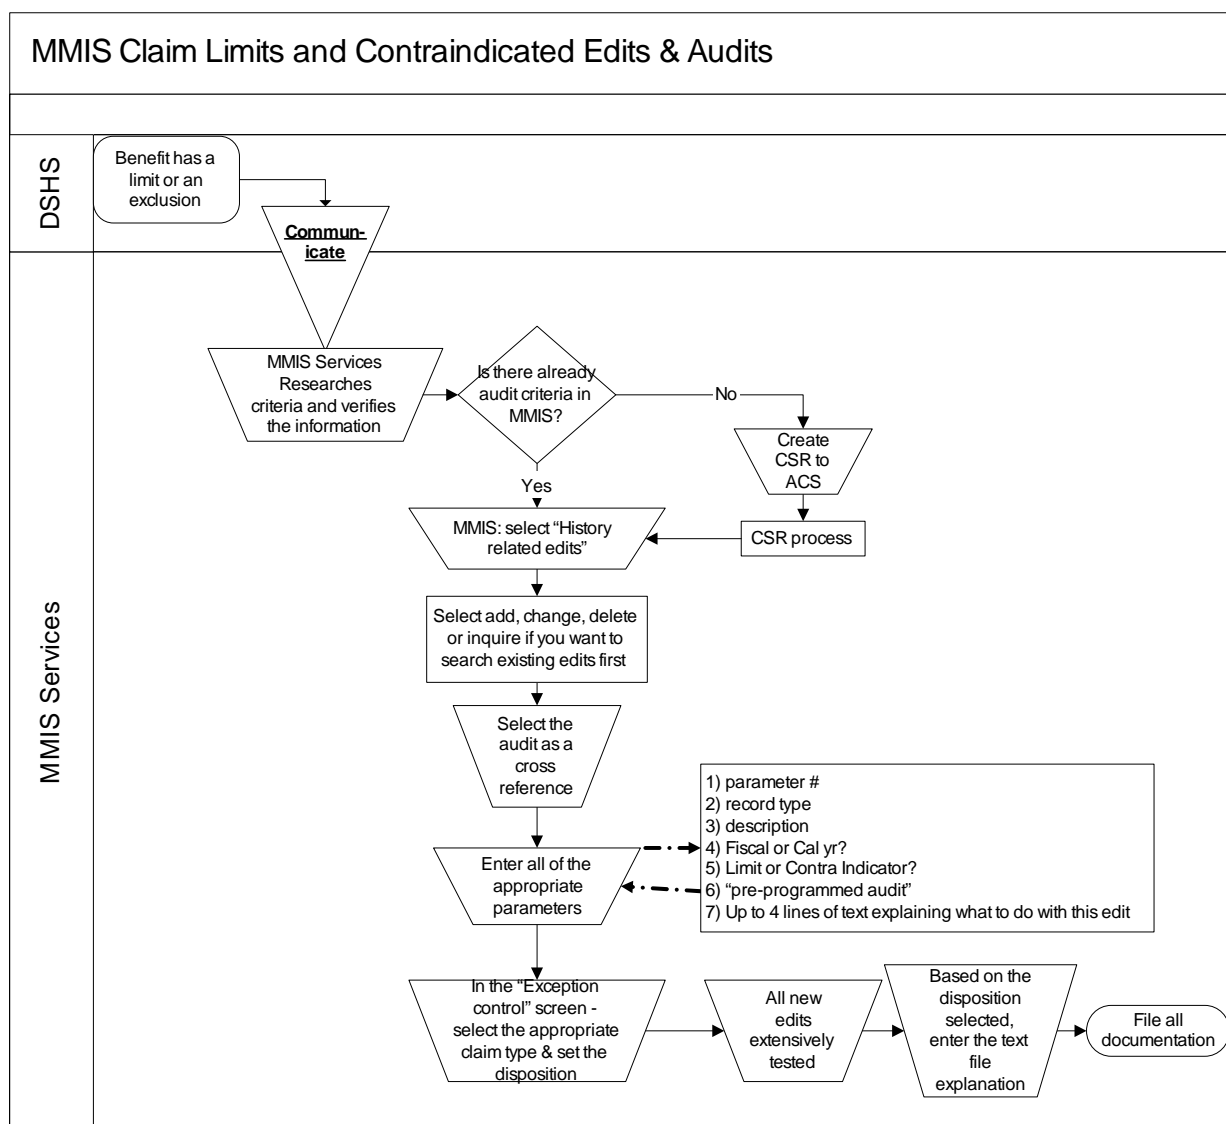 MMIS Claim Limits and Contraindicated Edits & Audits
DSHS
Benefit has a
limit or an
exclusion
Commun-
icate
MMIS Services
MMIS Services
Researches
criteria and verifies
the information
Is there already
audit criteria in
MMIS?
No
Create
CSR to
ACS
Yes
MMIS: select “History
related edits”
CSR process
Select add, change, delete
or inquire if you want to
search existing edits first
Select the
audit as a
cross
reference
Enter all of the
appropriate
parameters
1) parameter #
2) record type
3) description
4) Fiscal or Cal yr?
5) Limit or Contra Indicator?
6) “pre-programmed audit”
7) Up to 4 lines of text explaining what to do with this edit
In the “Exception
control” screen -
select the appropriate
claim type & set the
disposition
All new
edits
extensively
tested
Based on the
disposition
selected,
enter the text
file
explanation
File all
documentation